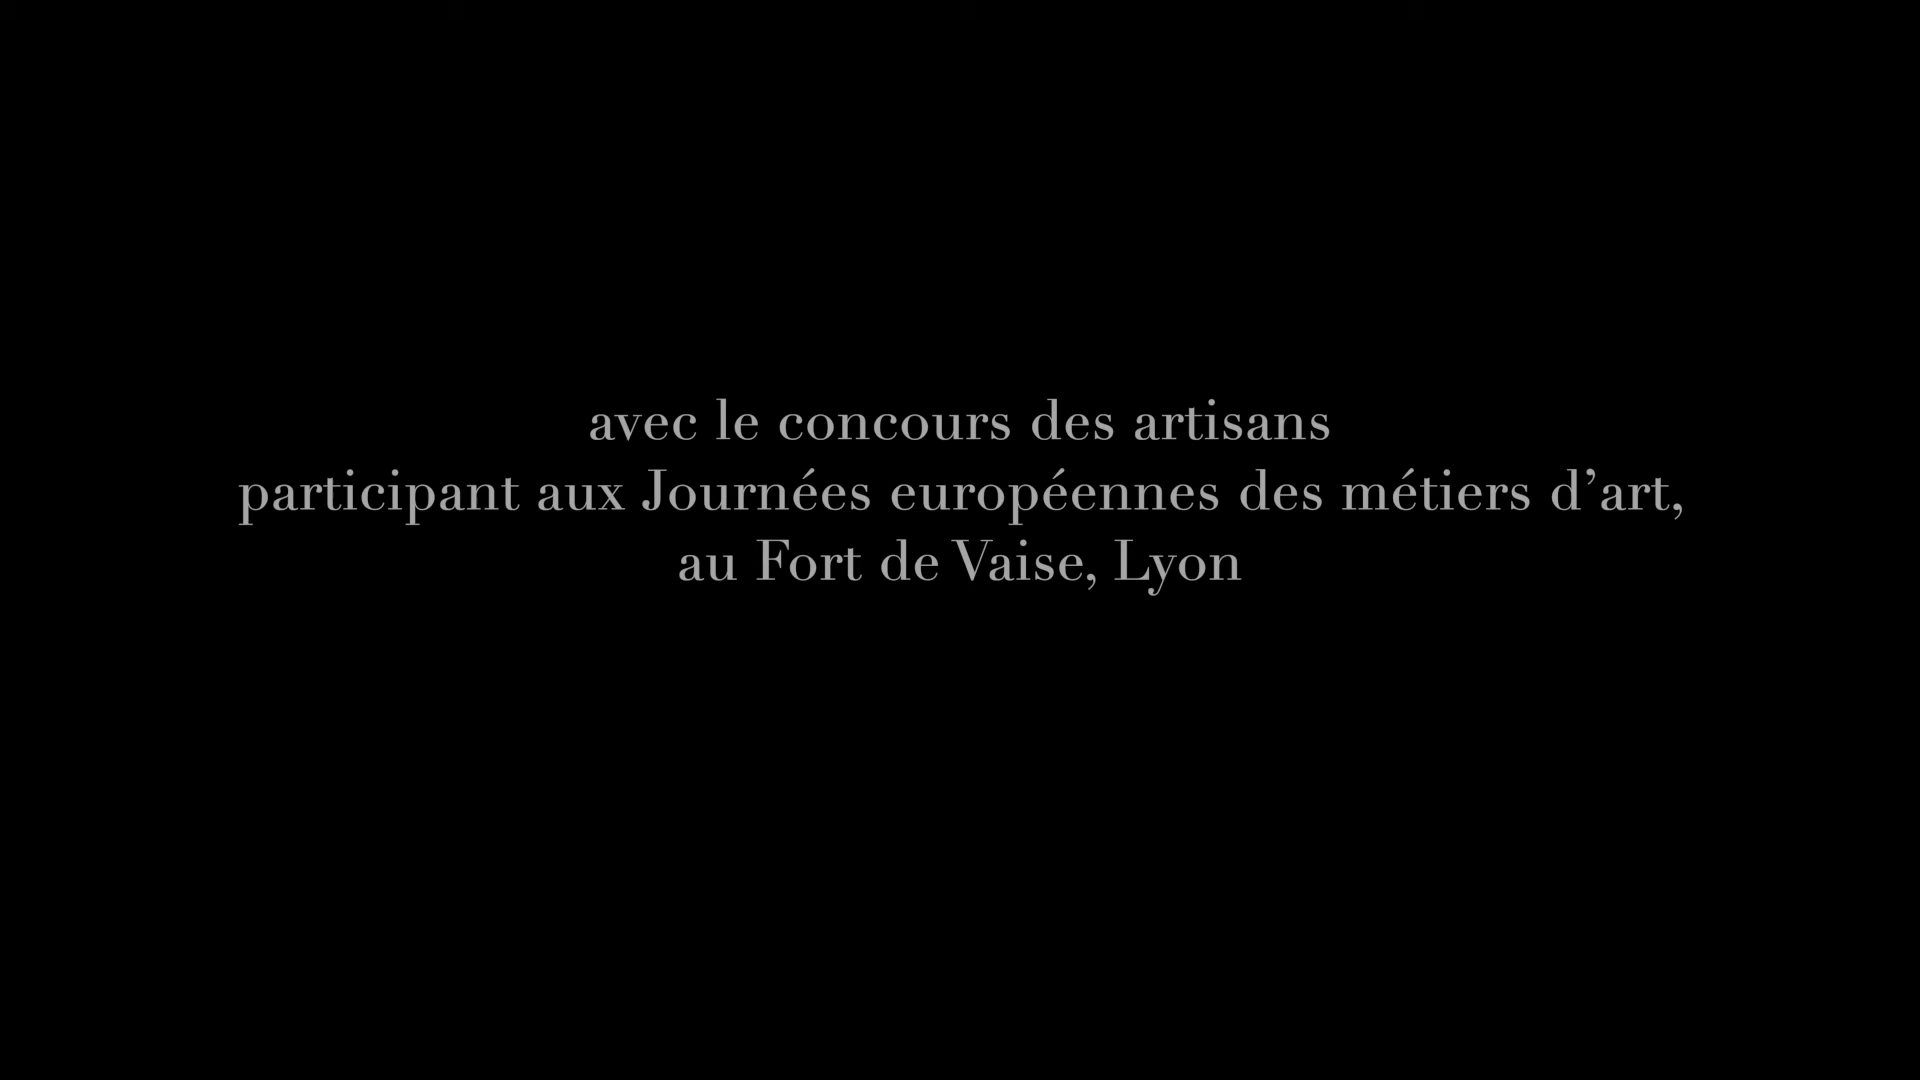 avec le concours des artisans
participant aux Journées européennes des métiers d’art,
au Fort de Vaise, Lyon